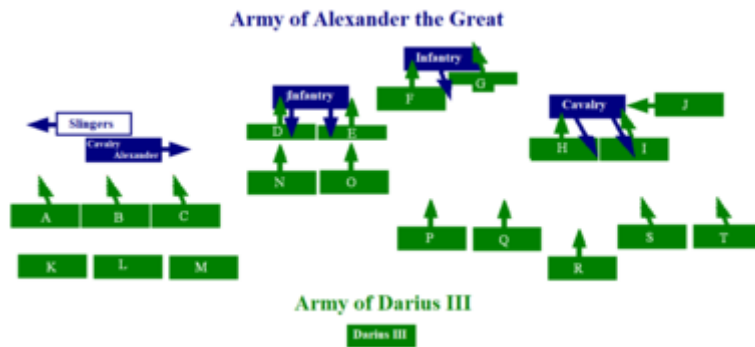 Army of Alexander the Great
Infantry
G
F
Infantry
Cavalry
J
Slingers
Cavalry
Alexander
D
E
H
I
N
O
A
B
C
P
Q
S
T
K
L
M
R
Army of Darius III
Darius III